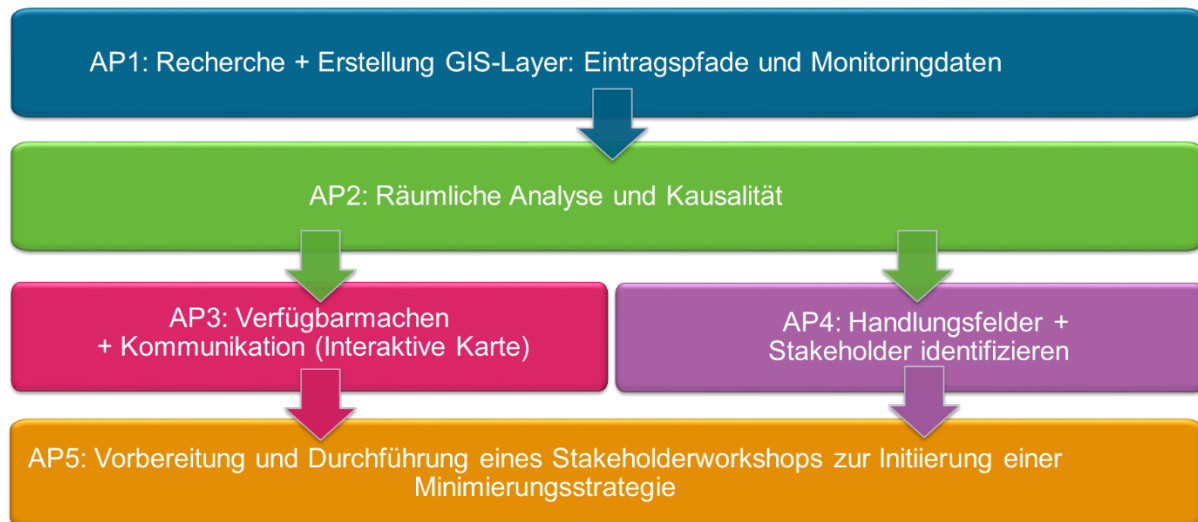 AP1: Recherche + Erstellung GIS-Layer: Eintragspfade und Monitoringdaten
AP2: Räumliche Analyse und Kausalität
AP3: Verfügbarmachen
+ Kommunikation (Interaktive Karte)
AP4: Handlungsfelder +
Stakeholder identifizieren
AP5: Vorbereitung und Durchführung eines Stakeholderworkshops zur Initiierung einer
Minimierungsstrategie